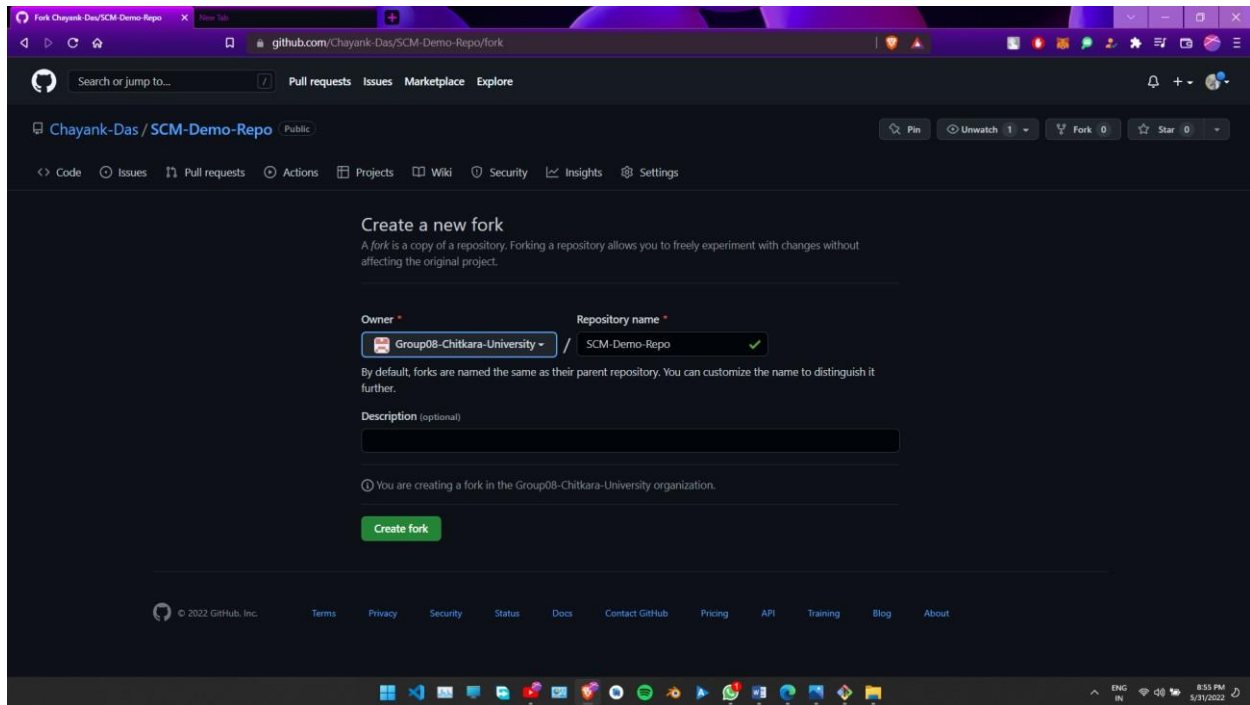 Fork Chayank-Das/SCM-Demo-Repo
New Tab
github.com/Chayank-Das/SCM-Demo-Repo/fork
Search or jump to...
/
Pull requests Issues Marketplace Explore
Chayank-Das / SCM-Demo-Repo Public
Pin
Unwatch 1
Fork 0
Star 0
<> Code Issues Pull requests Actions Projects Wiki Security Insights Settings
Create a new fork
A fork is a copy of a repository. Forking a repository allows you to freely experiment with changes without
affecting the original project.
Owner * Repository name *
Group08-Chitkara-University / SCM-Demo-Repo
By default, forks are named the same as their parent repository. You can customize the name to distinguish it
further.
Description (optional)
You are creating a fork in the Group08-Chitkara-University organization.
Create fork
© 2022 GitHub, Inc. Terms Privacy Security Status Docs Contact GitHub Pricing API Training Blog About
ENG
IN
8:55 PM
5/31/2022